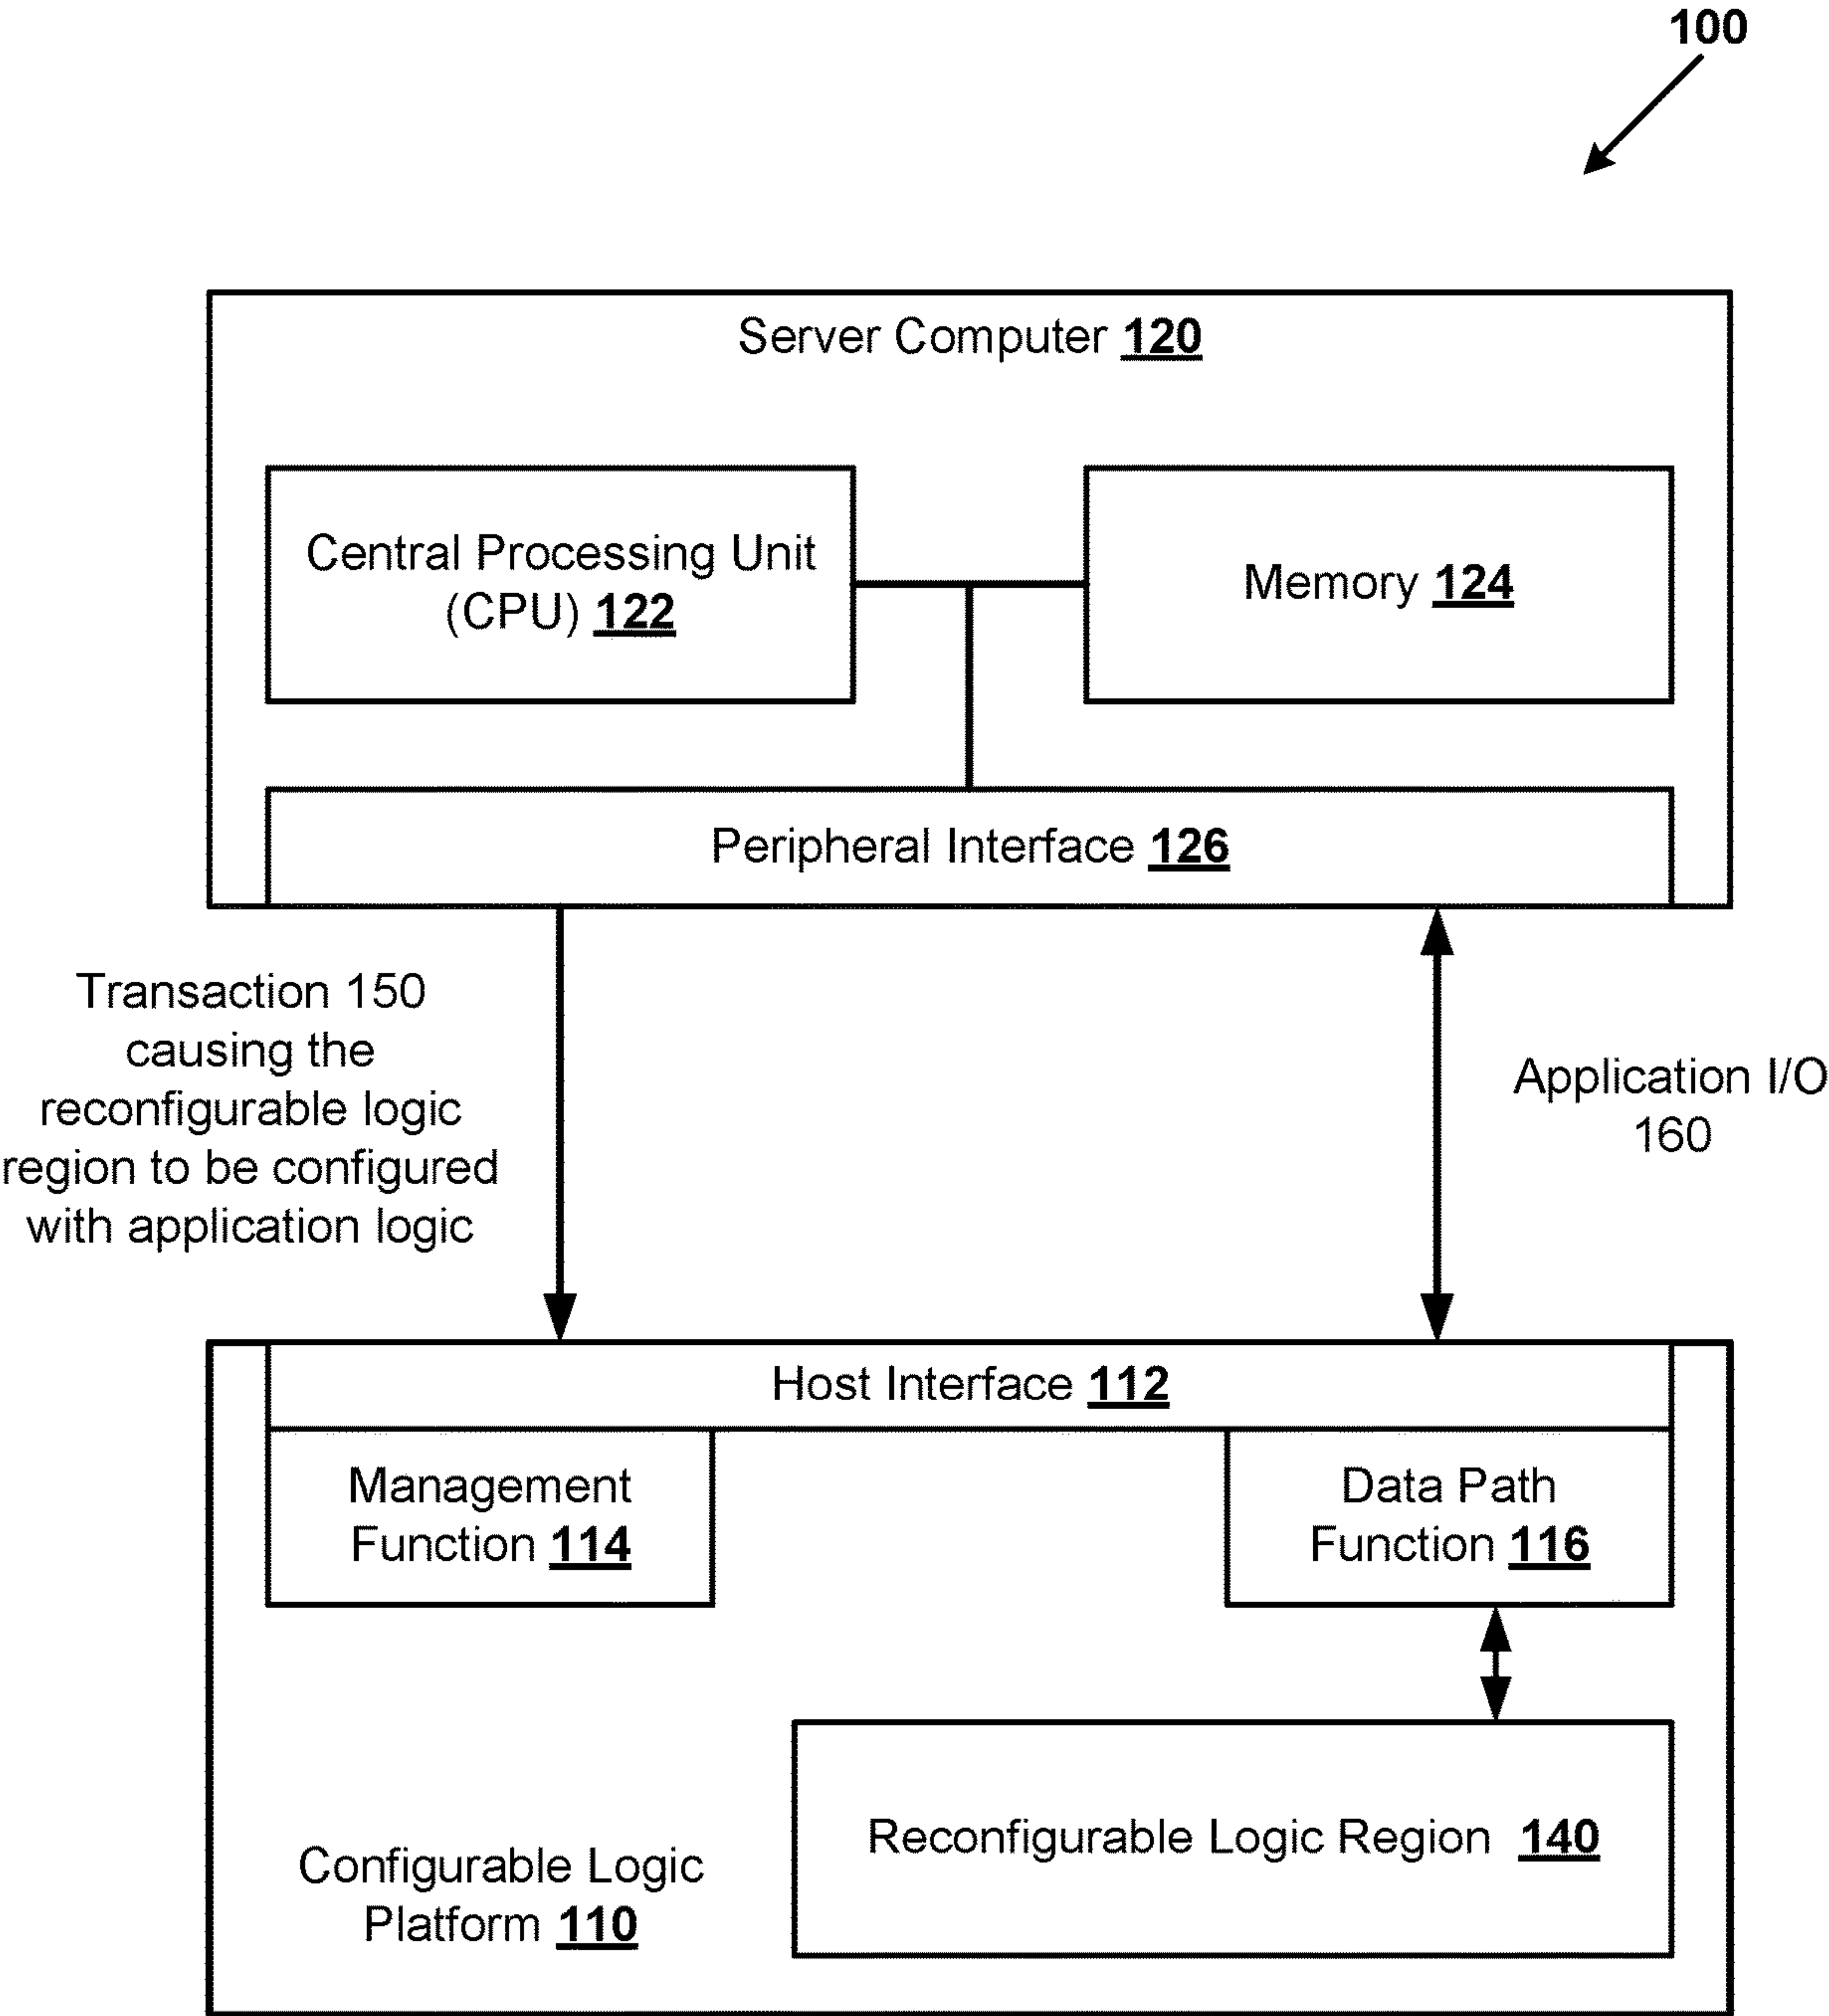 100
Server Computer 120
Central Processing Unit
(CPU) 122
Memory 124
Peripheral Interface 126
Transaction 150
causing the
reconfigurable logic
region to be configured
with application logic
Application I/O
160
Host Interface 112
Management
Function 114
Data Path
Function 116
Reconfigurable Logic Region 140
Configurable Logic
Platform 110